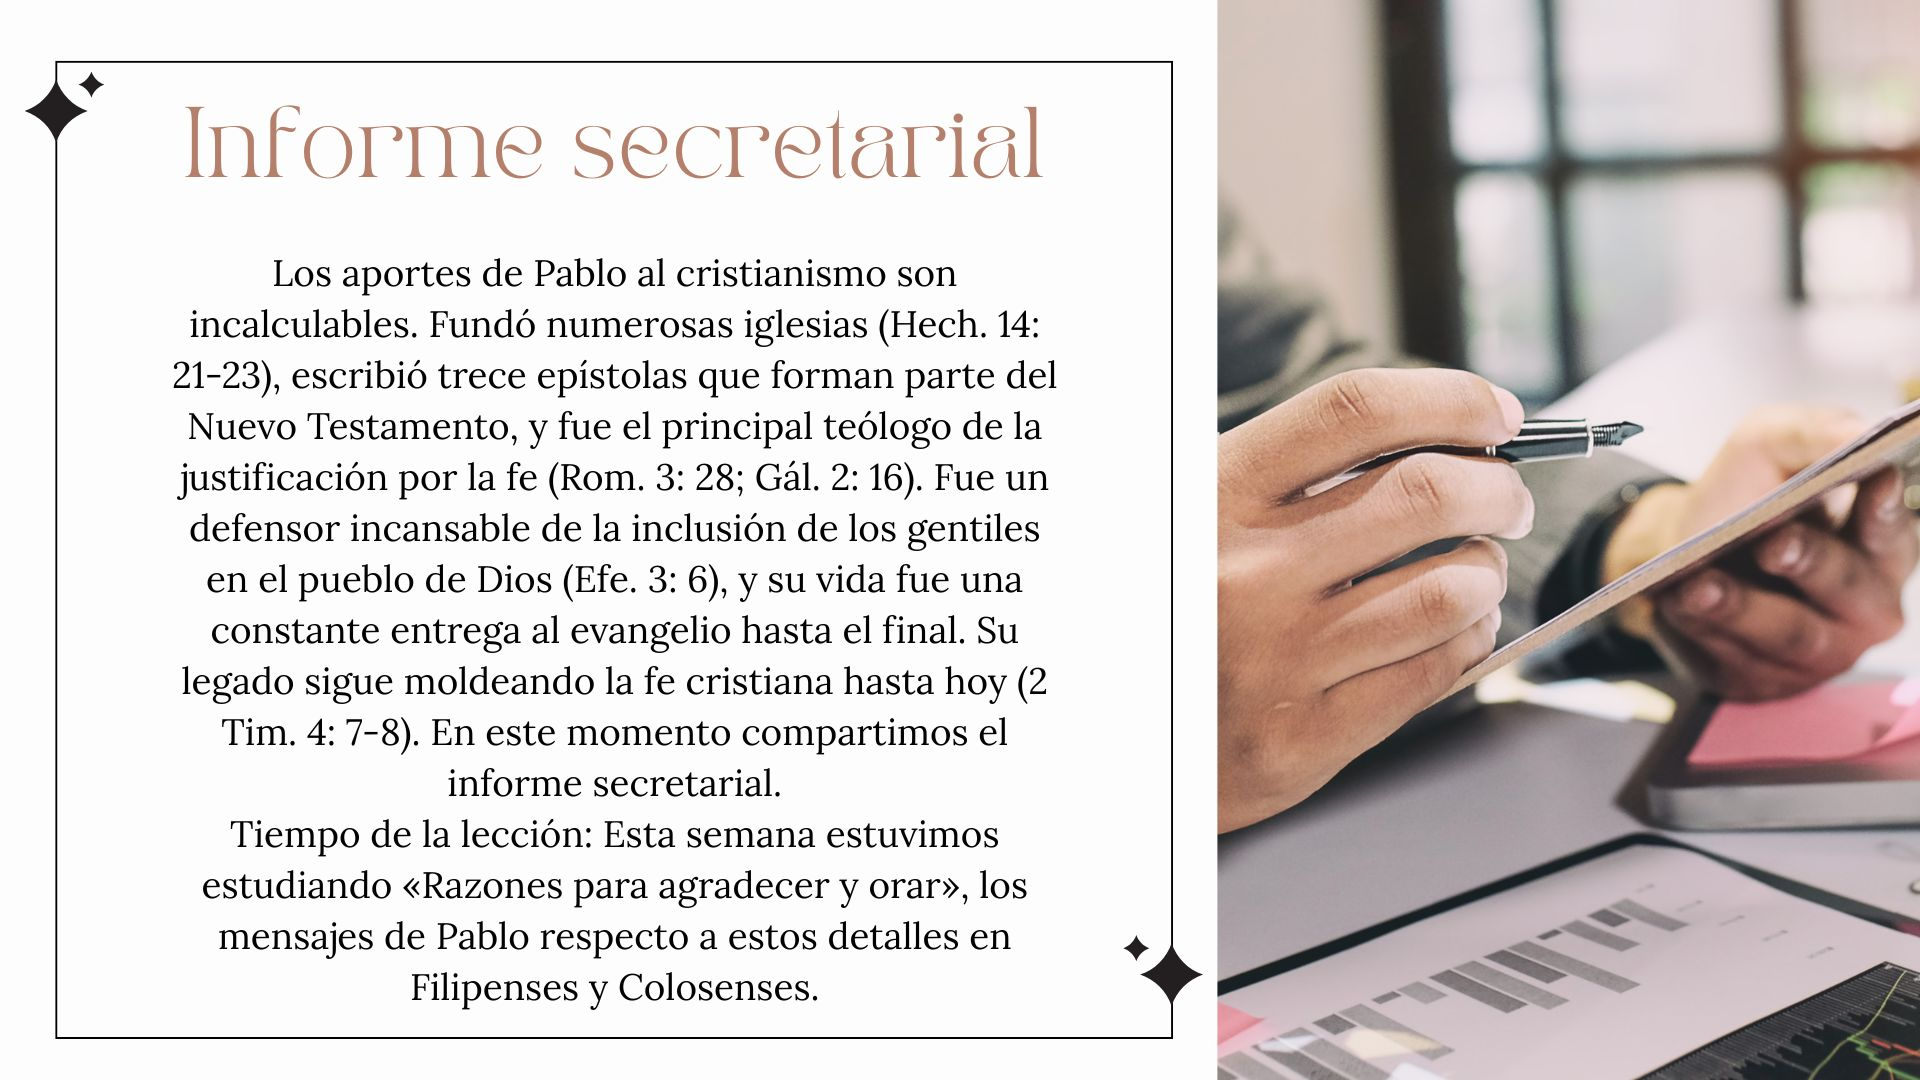 Informe secretarial
Los aportes de Pablo al cristianismo son
incalculables. Fundó numerosas iglesias (Hech. 14:
21-23), escribió trece epístolas que forman parte del
Nuevo Testamento, y fue el principal teólogo de la
justificación por la fe (Rom. 3: 28; Gál. 2: 16). Fue un
defensor incansable de la inclusión de los gentiles
en el pueblo de Dios (Efe. 3: 6), y su vida fue una
constante entrega al evangelio hasta el final. Su
legado sigue moldeando la fe cristiana hasta hoy (2
Tim. 4: 7-8). En este momento compartimos el
informe secretarial.
Tiempo de la lección: Esta semana estuvimos
estudiando «Razones para agradecer y orar», los
mensajes de Pablo respecto a estos detalles en
Filipenses y Colosenses.